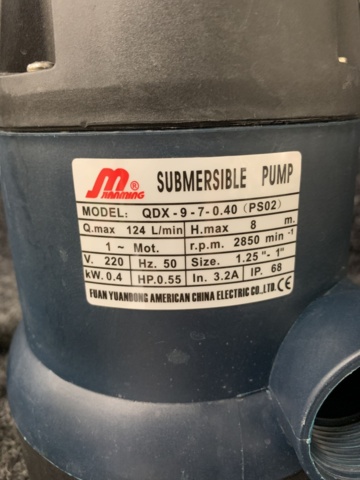 JIANMING ® SUBMERSIBLE PUMP
MODEL: QDX-9-7-0.40 (PS02)
Q.max 124 L/min H.max 8 m.
1 ~ Mot. r.p.m. 2850 min⁻¹
V. 220 Hz. 50 Size. 1.25"-1"
kW. 0.4 HP. 0.55 In. 3.2A IP. 68
FUAN YUANDONG AMERICAN CHINA ELECTRIC CO.,LTD. CE